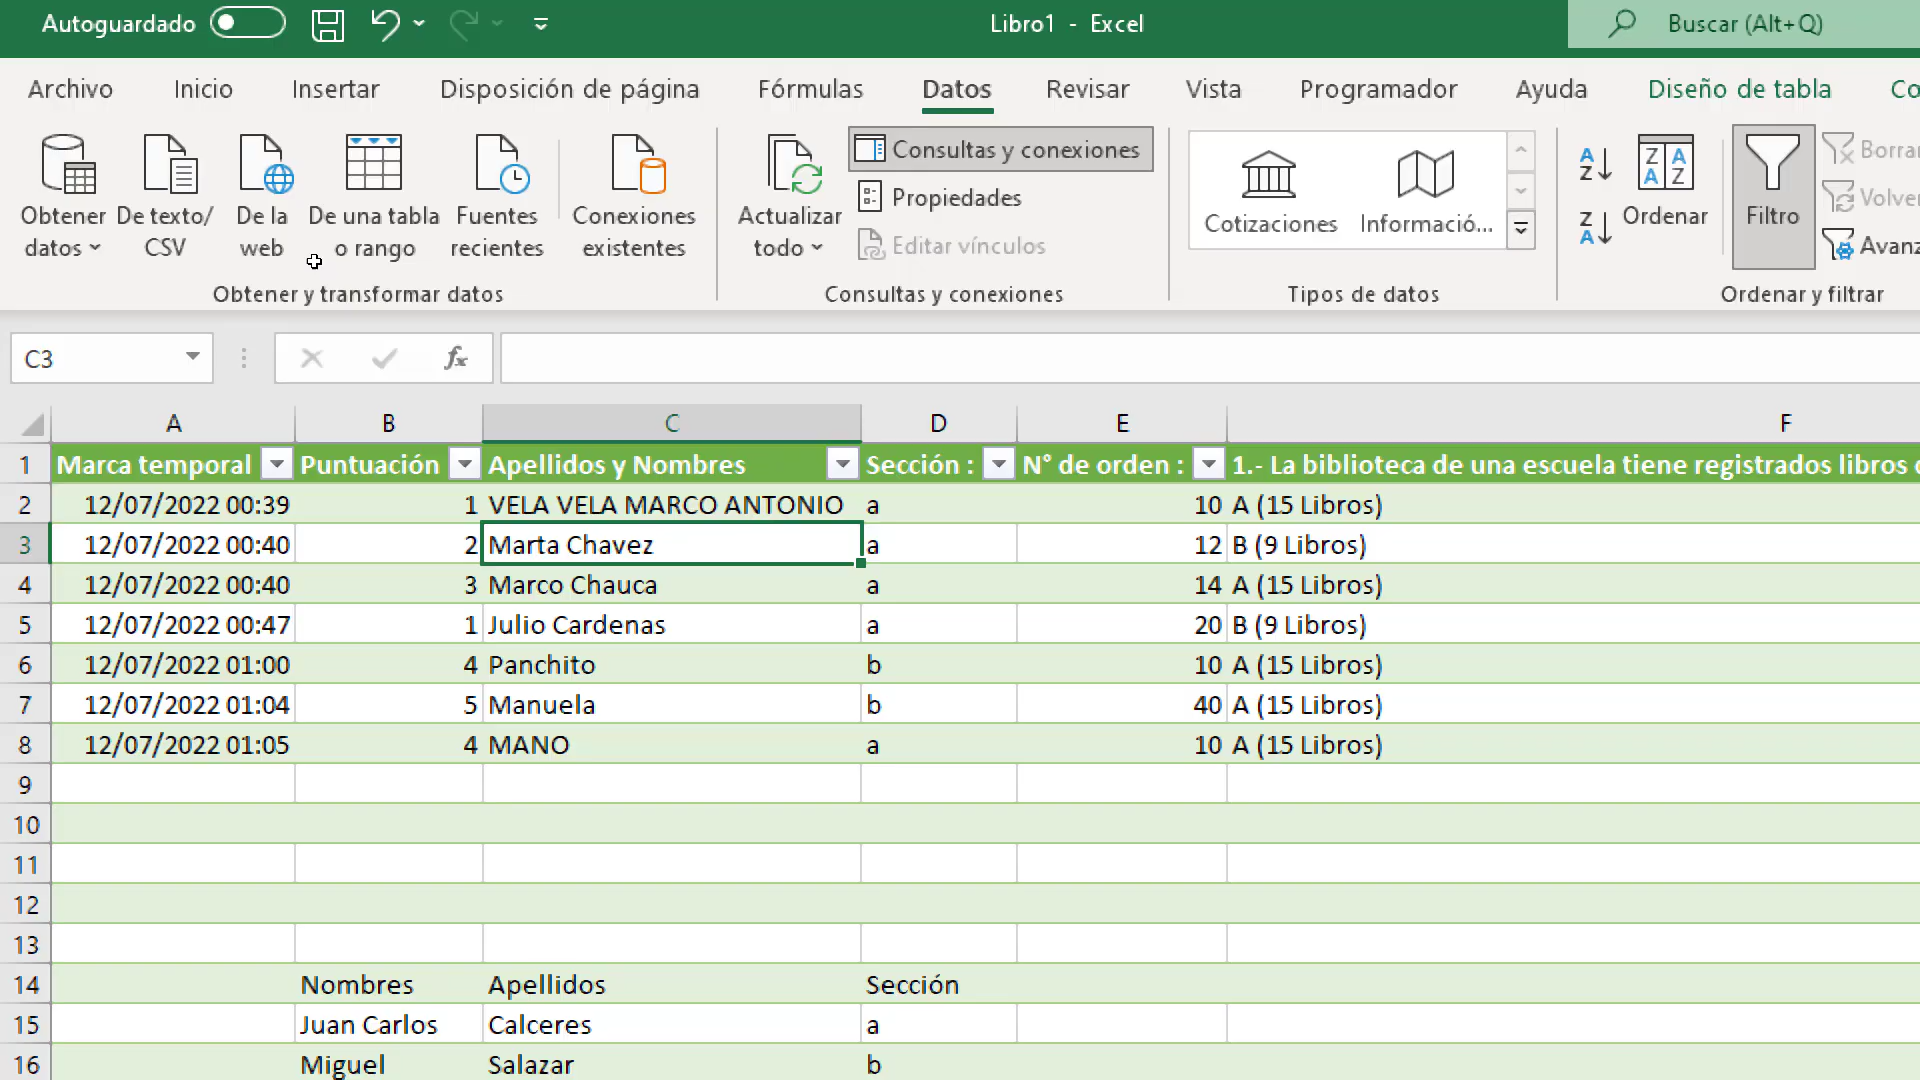 Autoguardado
Libro1 - Excel
Buscar (Alt+Q)
Archivo Inicio Insertar Disposición de página Fórmulas Datos Revisar Vista Programador Ayuda Diseño de tabla Co
Obtener datos
De texto/ CSV
De la web
De una tabla o rango
Fuentes recientes
Conexiones existentes
Obtener y transformar datos
Actualizar todo
Consultas y conexiones
Propiedades
Editar vínculos
Consultas y conexiones
Cotizaciones
Informació...
Tipos de datos
Ordenar
Filtro
Borrar
Volver
Avanz
Ordenar y filtrar
C3
fx
A B C D E F
1 Marca temporal Puntuación Apellidos y Nombres Sección : N° de orden : 1.- La biblioteca de una escuela tiene registrados libros
2 12/07/2022 00:39 1 VELA VELA MARCO ANTONIO a 10 A (15 Libros)
3 12/07/2022 00:40 2 Marta Chavez a 12 B (9 Libros)
4 12/07/2022 00:40 3 Marco Chauca a 14 A (15 Libros)
5 12/07/2022 00:47 1 Julio Cardenas a 20 B (9 Libros)
6 12/07/2022 01:00 4 Panchito b 10 A (15 Libros)
7 12/07/2022 01:04 5 Manuela b 40 A (15 Libros)
8 12/07/2022 01:05 4 MANO a 10 A (15 Libros)
9
10
11
12
13
14 Nombres Apellidos Sección
15 Juan Carlos Calceres a
16 Miguel Salazar b